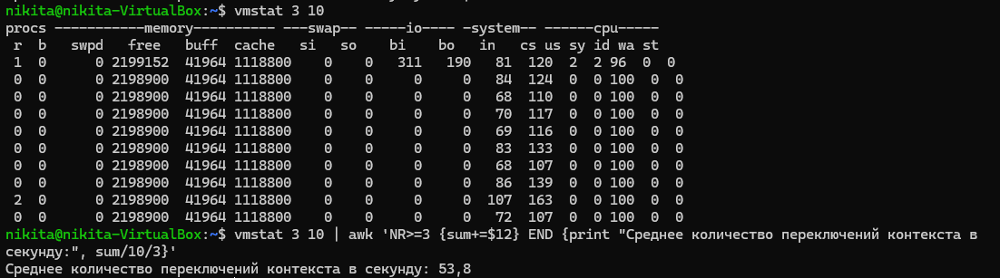 nikita@nikita-VirtualBox:~$ vmstat 3 10
procs -----------memory---------- ---swap-- -----io---- -system-- ------cpu-----
 r  b   swpd   free   buff  cache   si   so    bi    bo   in   cs us sy id wa st
 1  0      0 2199152  41964 1118800    0    0   311   190   81  120  2  2 96  0  0
 0  0      0 2198900  41964 1118800    0    0     0     0   84  124  0  0 100  0  0
 0  0      0 2198900  41964 1118800    0    0     0     0   68  110  0  0 100  0  0
 0  0      0 2198900  41964 1118800    0    0     0     0   70  117  0  0 100  0  0
 0  0      0 2198900  41964 1118800    0    0     0     0   69  116  0  0 100  0  0
 0  0      0 2198900  41964 1118800    0    0     0     0   83  133  0  0 100  0  0
 0  0      0 2198900  41964 1118800    0    0     0     0   68  107  0  0 100  0  0
 0  0      0 2198900  41964 1118800    0    0     0     0   86  139  0  0 100  0  0
 2  0      0 2198900  41964 1118800    0    0     0     0  107  163  0  0 100  0  0
 0  0      0 2198900  41964 1118800    0    0     0     0   72  107  0  0 100  0  0
nikita@nikita-VirtualBox:~$ vmstat 3 10 | awk 'NR>=3 {sum+=$12} END {print "Среднее количество переключений контекста в
секунду:", sum/10/3}'
Среднее количество переключений контекста в секунду: 53,8